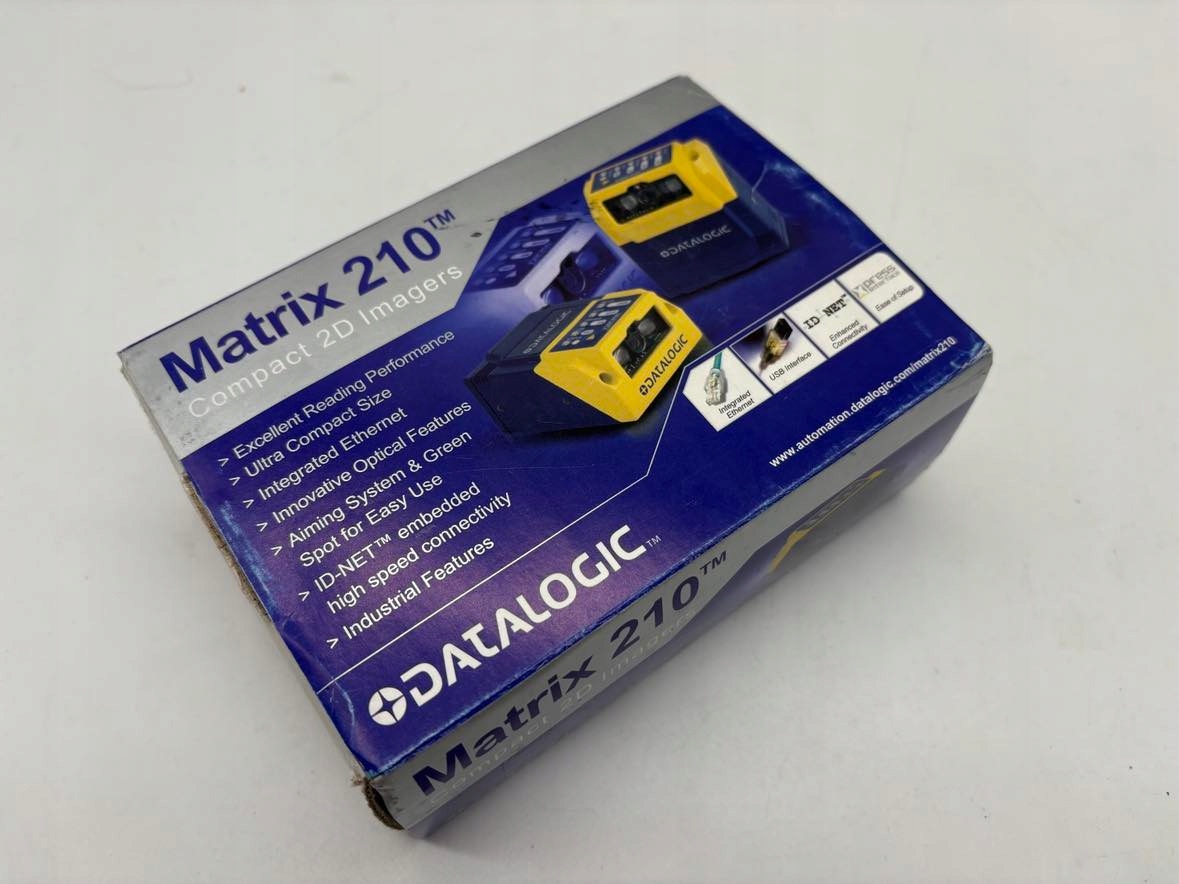 Matrix 210™
Compact 2D Imagers
> Excellent Reading Performance
> Ultra Compact Size
> Integrated Ethernet
> Innovative Optical Features
> Aiming System & Green
Spot for Easy Use
> ID-NET™ embedded
high speed connectivity
> Industrial Features
DATALOGIC
DATALOGIC
DATALOGIC
Integrated
Ethernet
USB Interface
ID-NET™
Enhanced
Connectivity
Ease of Setup
www.automation.datalogic.com/matrix210
DATALOGIC™
Matrix 210™
Compact 2D Imagers